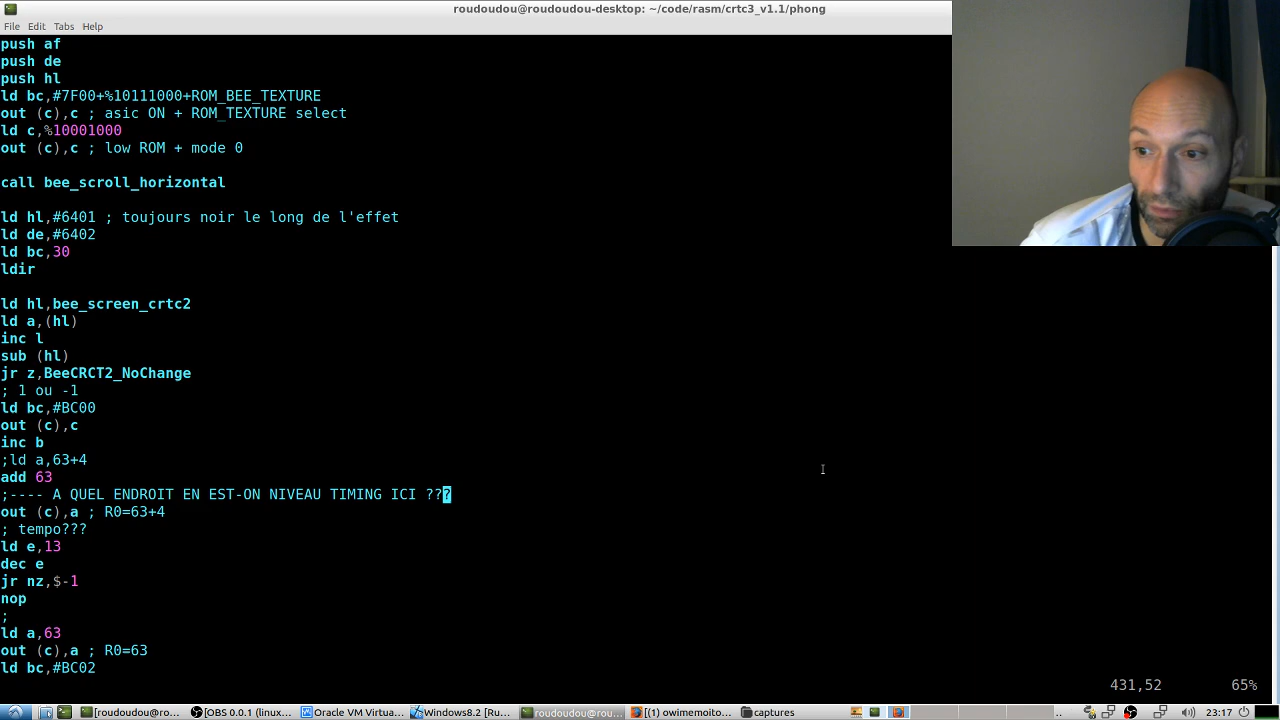 roudoudou@roudoudou-desktop: ~/code/rasm/crtc3_v1.1/phong
File Edit Tabs Help
push af
push de
push hl
ld bc,#7F00+%10111000+ROM_BEE_TEXTURE
out (c),c ; asic ON + ROM_TEXTURE select
ld c,%10001000
out (c),c ; low ROM + mode 0
call bee_scroll_horizontal
ld hl,#6401 ; toujours noir le long de l'effet
ld de,#6402
ld bc,30
ldir
ld hl,bee_screen_crtc2
ld a,(hl)
inc l
sub (hl)
jr z,BeeCRCT2_NoChange
; 1 ou -1
ld bc,#BC00
out (c),c
inc b
;ld a,63+4
add 63
;---- A QUEL ENDROIT EN EST-ON NIVEAU TIMING ICI ???
out (c),a ; R0=63+4
; tempo???
ld e,13
dec e
jr nz,$-1
nop
;
ld a,63
out (c),a ; R0=63
ld bc,#BC02
431,52 65%
[roudoudou@ro... [OBS 0.0.1 (linux... Oracle VM Virtua... Windows8.2 [Ru... roudoudou@rou... [(1) owimemoito... captures .. 23:17